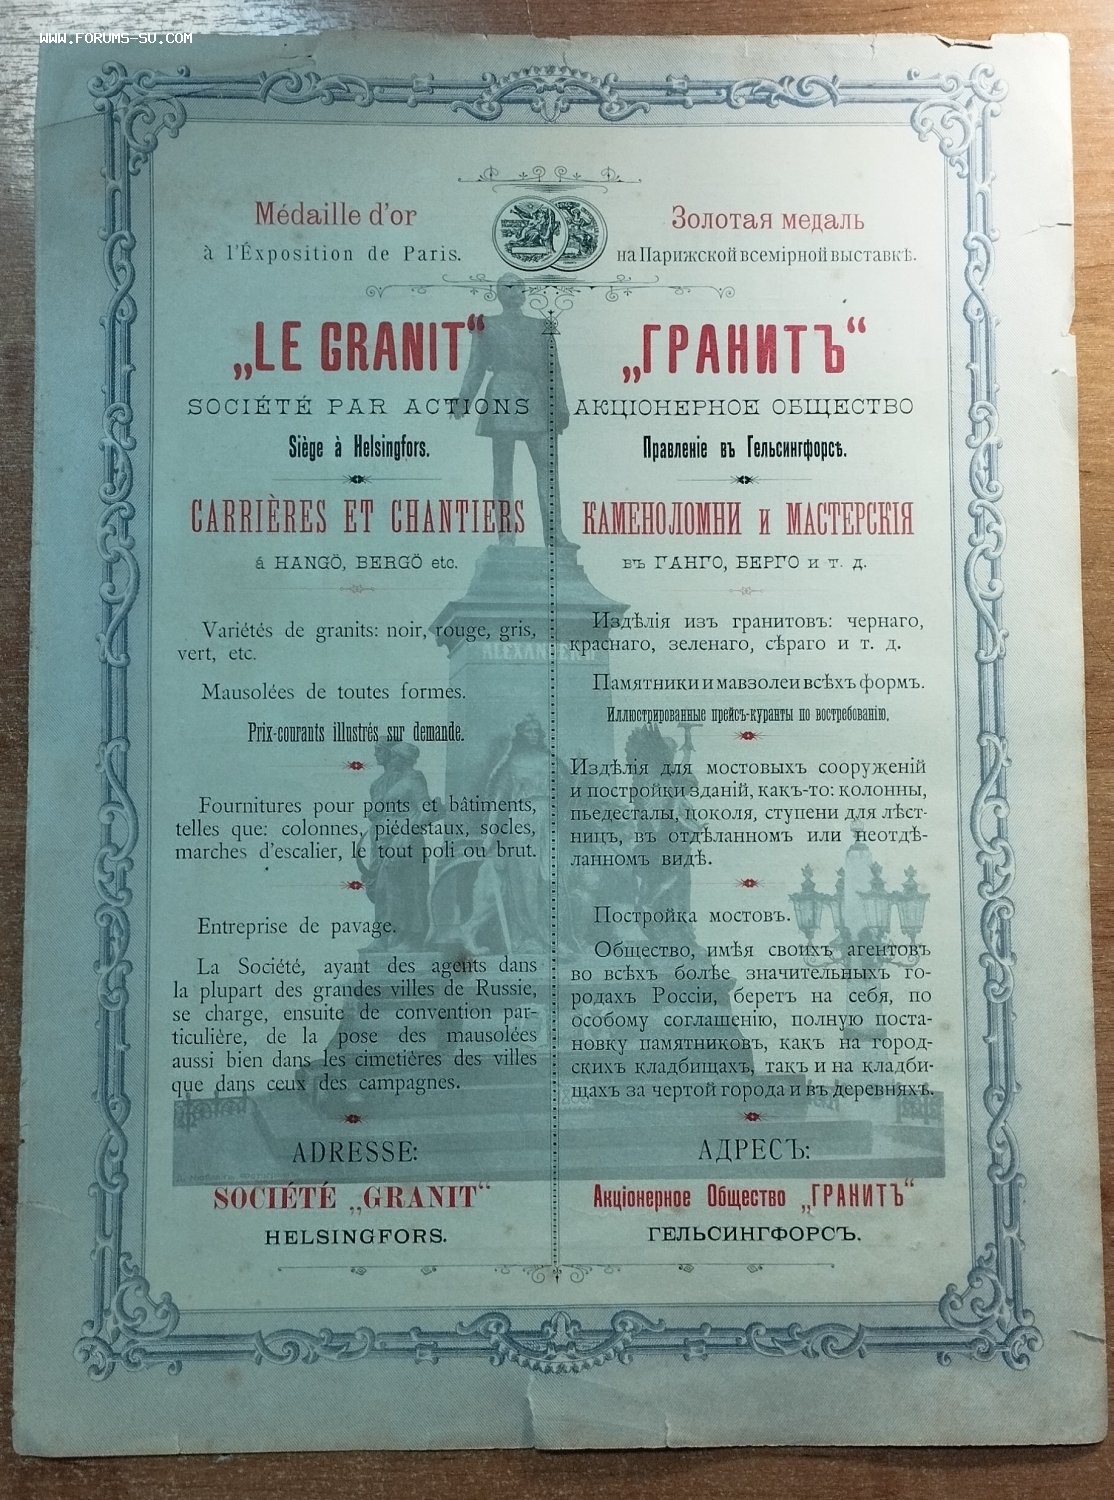 WWW.FORUMS-SU.COM
Médaille d'or
à l'Éxposition de Paris.
„LE GRANIT“
SOCIÉTÉ PAR ACTIONS
Siège à Helsingfors.
CARRIÈRES ET CHANTIERS
á HANGÖ, BERGÖ etc.
Variétés de granits: noir, rouge, gris,
vert, etc.
Mausolées de toutes formes.
Prix-courants illustrés sur demande.
Fournitures pour ponts et bâtiments,
telles que: colonnes, piédestaux, socles,
marches d'escalier, le tout poli ou brut.
Entreprise de pavage.
La Société, ayant des agents dans
la plupart des grandes villes de Russie,
se charge, ensuite de convention par-
ticulière, de la pose des mausolées
aussi bien dans les cimetières des villes
que dans ceux des campagnes.
ADRESSE:
SOCIÉTÉ „GRANIT“
HELSINGFORS.
Золотая медаль
на Парижской всемірной выставкѣ.
„ГРАНИТЪ“
АКЦІОНЕРНОЕ ОБЩЕСТВО
Правленіе въ Гельсингфорсѣ.
КАМЕНОЛОМНИ и МАСТЕРСКІЯ
въ ГАНГО, БЕРГО и т. д.
Издѣлія изъ гранитовъ: чернаго,
краснаго, зеленаго, сѣраго и т. д.
Памятники и мавзолеи всѣхъ формъ.
Иллюстрированные прейсъ-куранты по востребованію.
Издѣлія для мостовыхъ сооруженій
и постройки зданій, какъ-то: колонны,
пьедесталы, цоколя, ступени для лѣст-
ницъ, въ отдѣланномъ или неотдѣ-
ланномъ видѣ.
Постройка мостовъ.
Общество, имѣя своихъ агентовъ
во всѣхъ болѣе значительныхъ го-
родахъ Россіи, беретъ на себя, по
особому соглашенію, полную поста-
новку памятниковъ, какъ на город-
скихъ кладбищахъ, такъ и на кладби-
щахъ за чертой города и въ деревняхъ.
АДРЕСЪ:
Акціонерное Общество „ГРАНИТЪ“
ГЕЛЬСИНГФОРСЪ.